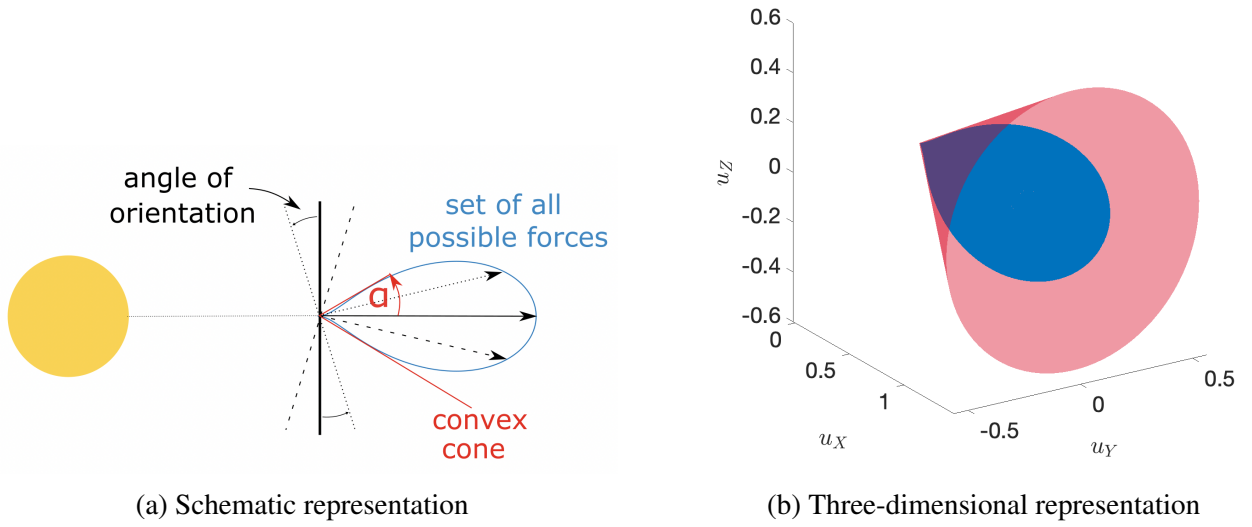 angle of
orientation
set of all
possible forces
α
convex
cone
(a) Schematic representation
0.6
0.4
0.2
0
-0.2
-0.4
-0.6
u_Z
0
0.5
1
u_X
-0.5
0
0.5
u_Y
(b) Three-dimensional representation